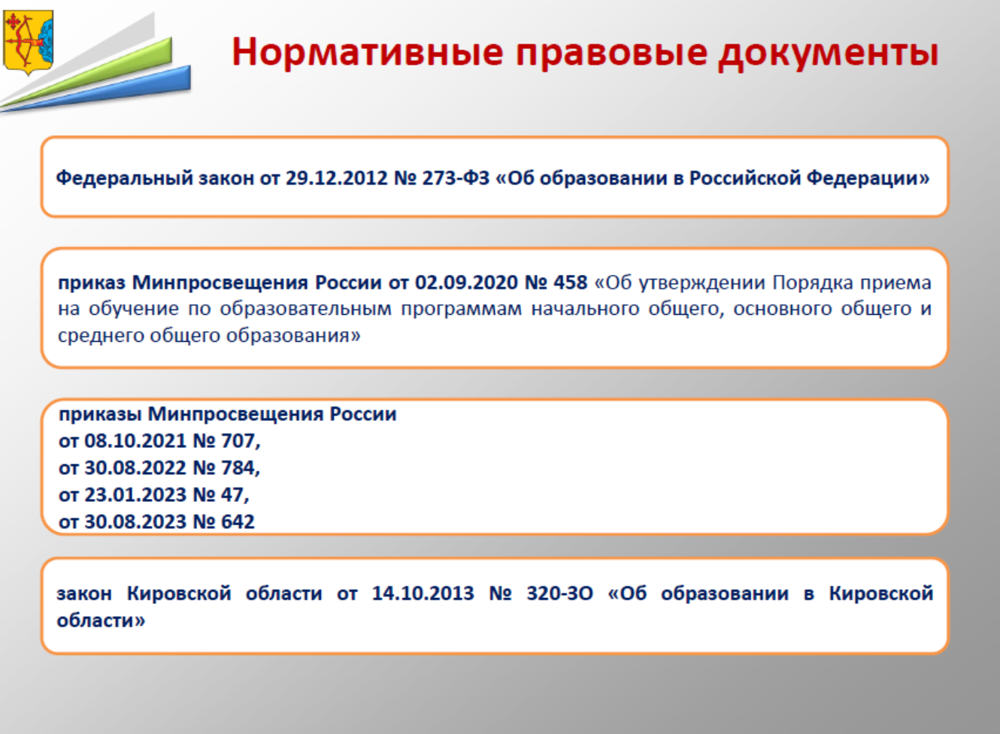 Нормативные правовые документы
Федеральный закон от 29.12.2012 № 273-ФЗ «Об образовании в Российской Федерации»
приказ Минпросвещения России от 02.09.2020 № 458 «Об утверждении Порядка приема
на обучение по образовательным программам начального общего, основного общего и
среднего общего образования»
приказы Минпросвещения России
от 08.10.2021 № 707,
от 30.08.2022 № 784,
от 23.01.2023 № 47,
от 30.08.2023 № 642
закон Кировской области от 14.10.2013 № 320-ЗО «Об образовании в Кировской
области»